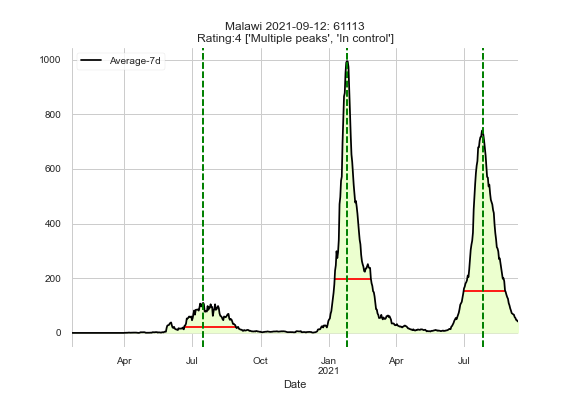 Malawi 2021-09-12: 61113
Rating:4 ['Multiple peaks', 'In control']
Average-7d
1000
800
600
400
200
0
Apr Jul Oct Jan Apr Jul
2021
Date